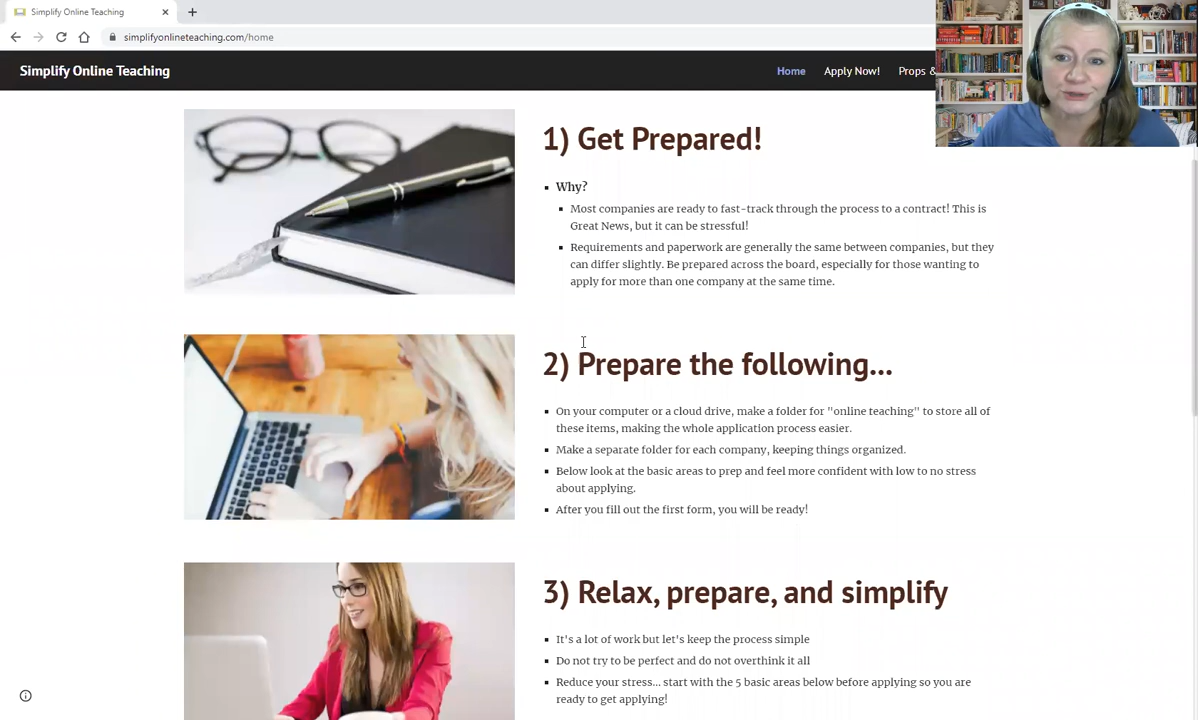 Simplify Online Teaching
simplifyonlineteaching.com/home
Simplify Online Teaching
Home
Apply Now!
Props &
1) Get Prepared!
Why?
Most companies are ready to fast-track through the process to a contract! This is
Great News, but it can be stressful!
Requirements and paperwork are generally the same between companies, but they
can differ slightly. Be prepared across the board, especially for those wanting to
apply for more than one company at the same time.
2) Prepare the following...
On your computer or a cloud drive, make a folder for "online teaching" to store all of
these items, making the whole application process easier.
Make a separate folder for each company, keeping things organized.
Below look at the basic areas to prep and feel more confident with low to no stress
about applying.
After you fill out the first form, you will be ready!
3) Relax, prepare, and simplify
It's a lot of work but let's keep the process simple
Do not try to be perfect and do not overthink it all
Reduce your stress... start with the 5 basic areas below before applying so you are
ready to get applying!